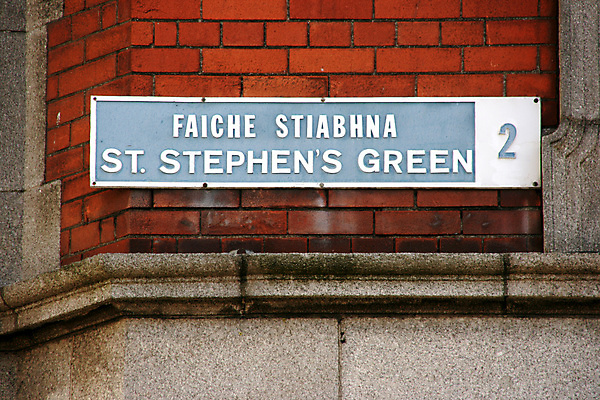 FAICHE STIABHNA
ST. STEPHEN'S GREEN
2